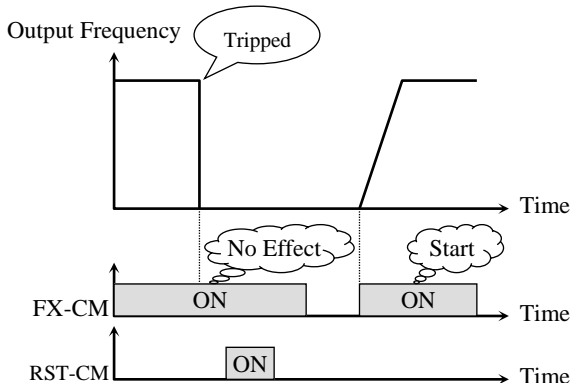 Output Frequency
Tripped
Time
No Effect
Start
FX-CM
ON
ON
Time
RST-CM
ON
Time